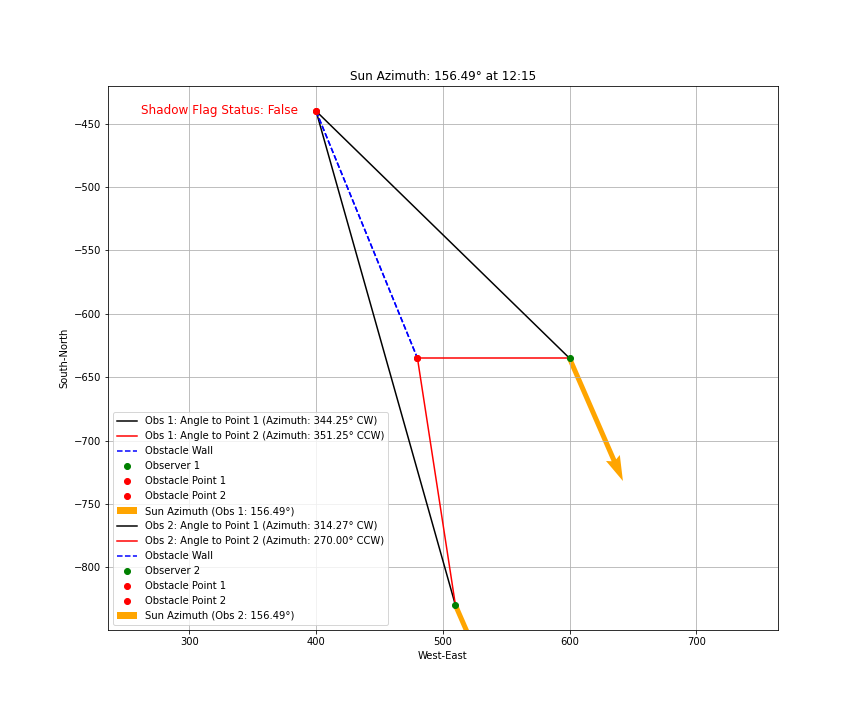 Sun Azimuth: 156.49° at 12:15
Shadow Flag Status: False
−450
−500
−550
−600
−650
−700
−750
−800
South-North
Obs 1: Angle to Point 1 (Azimuth: 344.25° CW)
Obs 1: Angle to Point 2 (Azimuth: 351.25° CCW)
Obstacle Wall
Observer 1
Obstacle Point 1
Obstacle Point 2
Sun Azimuth (Obs 1: 156.49°)
Obs 2: Angle to Point 1 (Azimuth: 314.27° CW)
Obs 2: Angle to Point 2 (Azimuth: 270.00° CCW)
Obstacle Wall
Observer 2
Obstacle Point 1
Obstacle Point 2
Sun Azimuth (Obs 2: 156.49°)
300 400 500 600 700
West-East